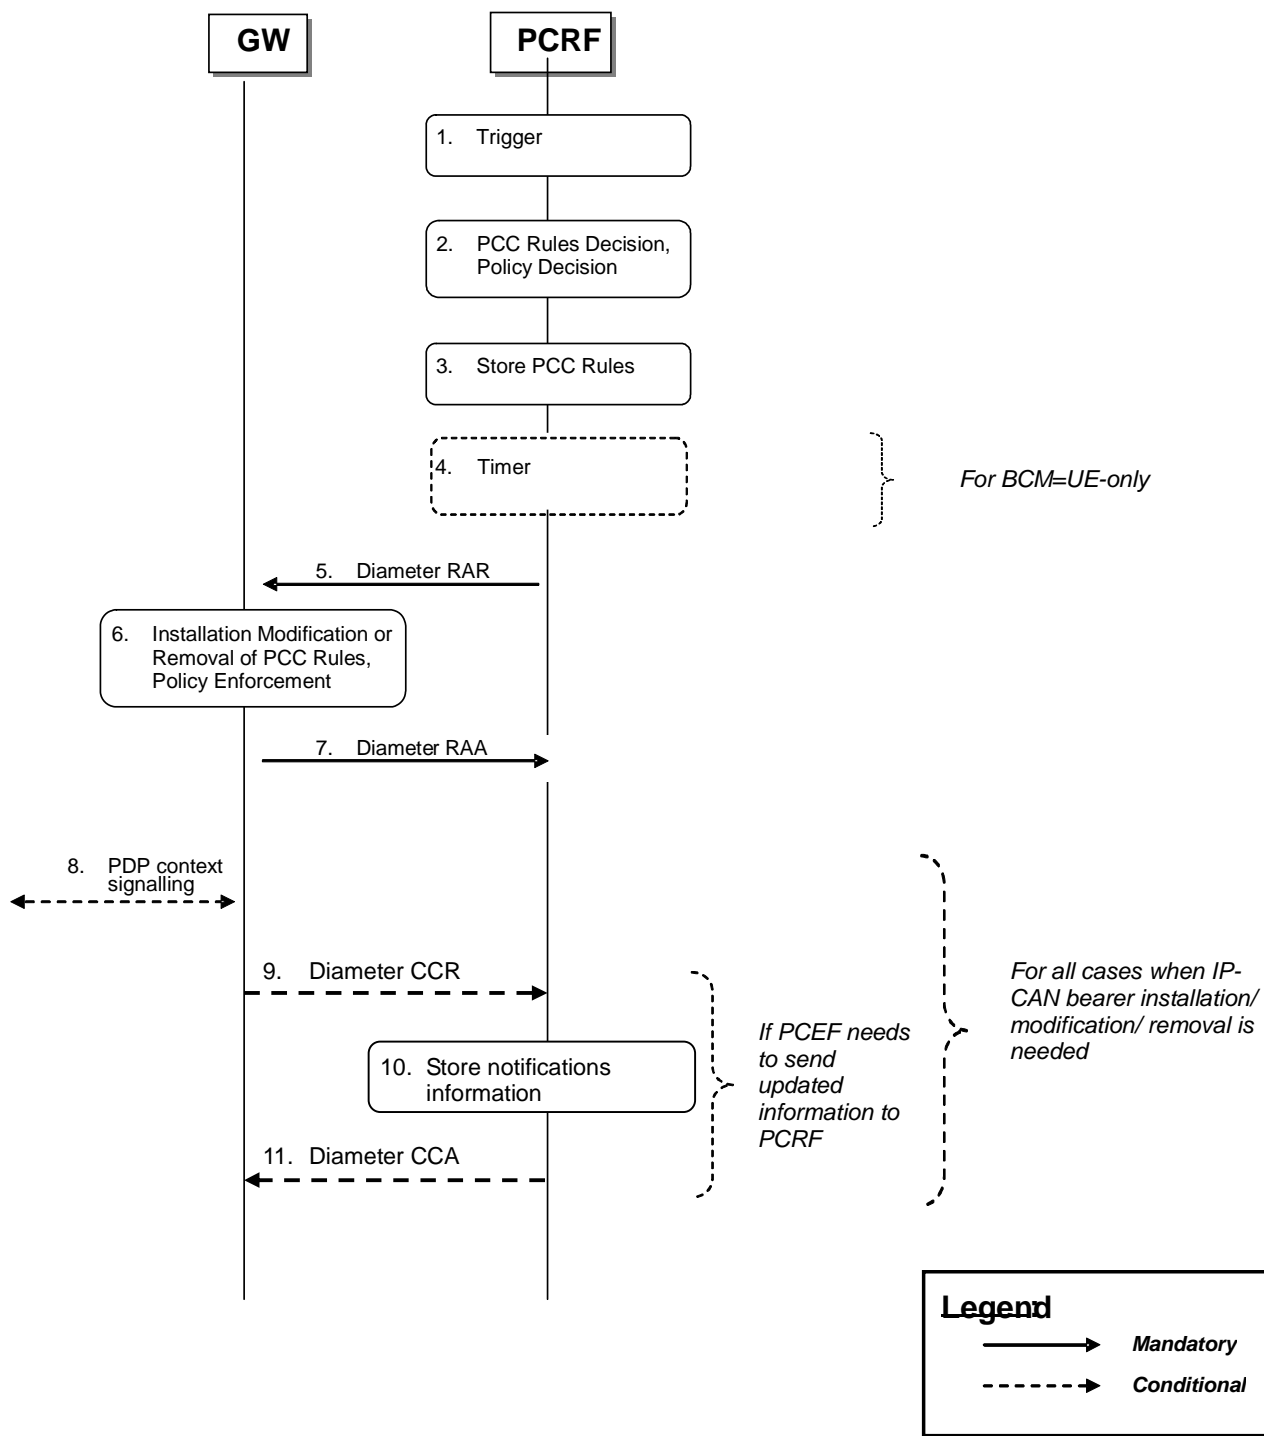 GW
PCRF
1. Trigger
2. PCC Rules Decision,
Policy Decision
3. Store PCC Rules
4. Timer
For BCM=UE-only
5. Diameter RAR
6. Installation Modification or
Removal of PCC Rules,
Policy Enforcement
7. Diameter RAA
8. PDP context
signalling
9. Diameter CCR
10. Store notifications
information
11. Diameter CCA
If PCEF needs
to send
updated
information to
PCRF
For all cases when IP-
CAN bearer installation/
modification/ removal is
needed
Legend:
Mandatory
Conditional